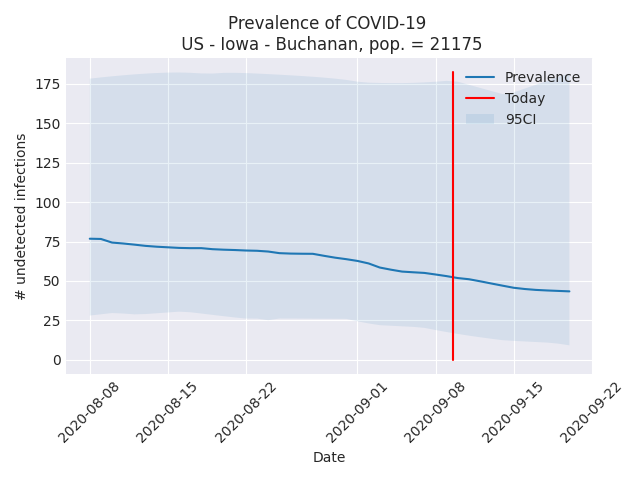 Prevalence of COVID-19
US - Iowa - Buchanan, pop. = 21175
Prevalence
Today
95CI
175
150
125
100
75
50
25
0
# undetected infections
2020-08-08
2020-08-15
2020-08-22
2020-09-01
2020-09-08
2020-09-15
2020-09-22
Date